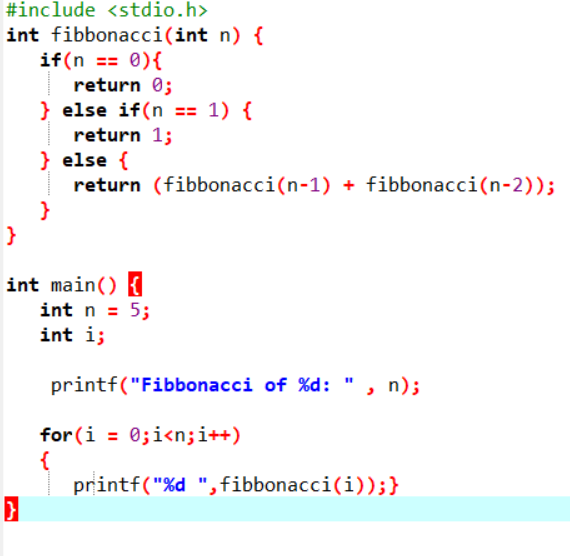 #include <stdio.h>
int fibbonacci(int n) {
   if(n == 0){
      return 0;
   } else if(n == 1) {
      return 1;
   } else {
      return (fibbonacci(n-1) + fibbonacci(n-2));
   }
}

int main() {
   int n = 5;
   int i;

    printf("Fibbonacci of %d: " , n);

   for(i = 0;i<n;i++)
   {
      printf("%d ",fibbonacci(i));}
}